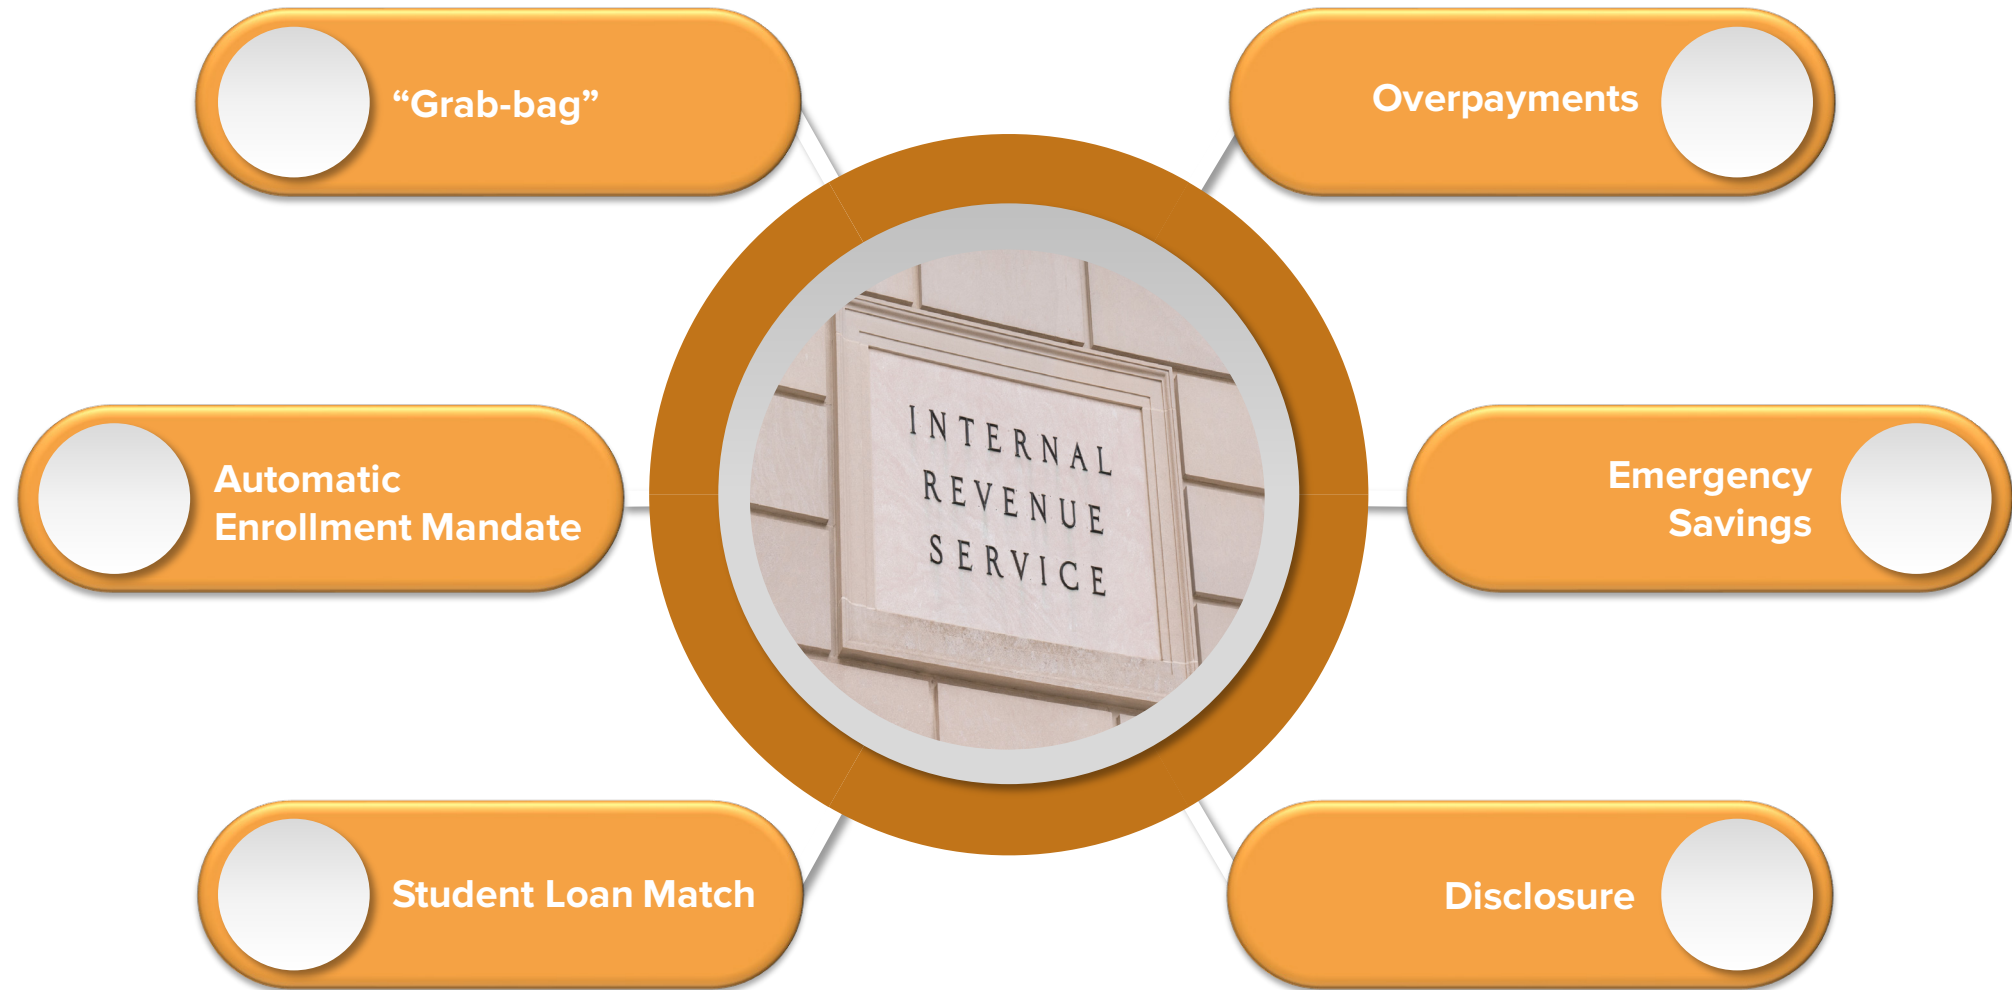 “Grab-bag”
Overpayments
INTERNAL
REVENUE
SERVICE
Automatic
Enrollment Mandate
Emergency
Savings
Student Loan Match
Disclosure